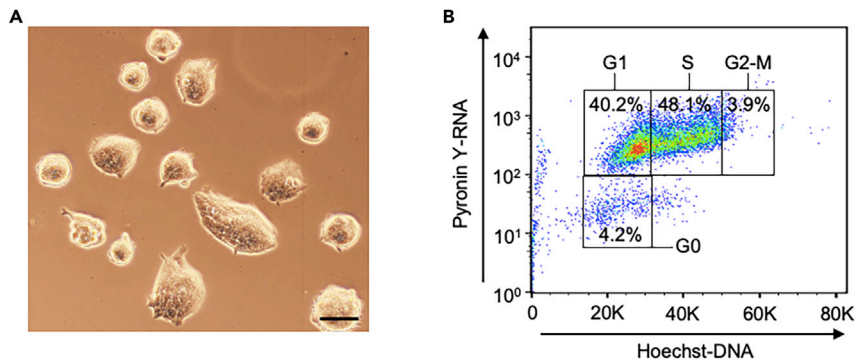 A
B
G1 S G2-M
40.2% 48.1% 3.9%
4.2%
G0
10⁴
10³
10²
10¹
10⁰
Pyronin Y-RNA
0 20K 40K 60K 80K
Hoechst-DNA